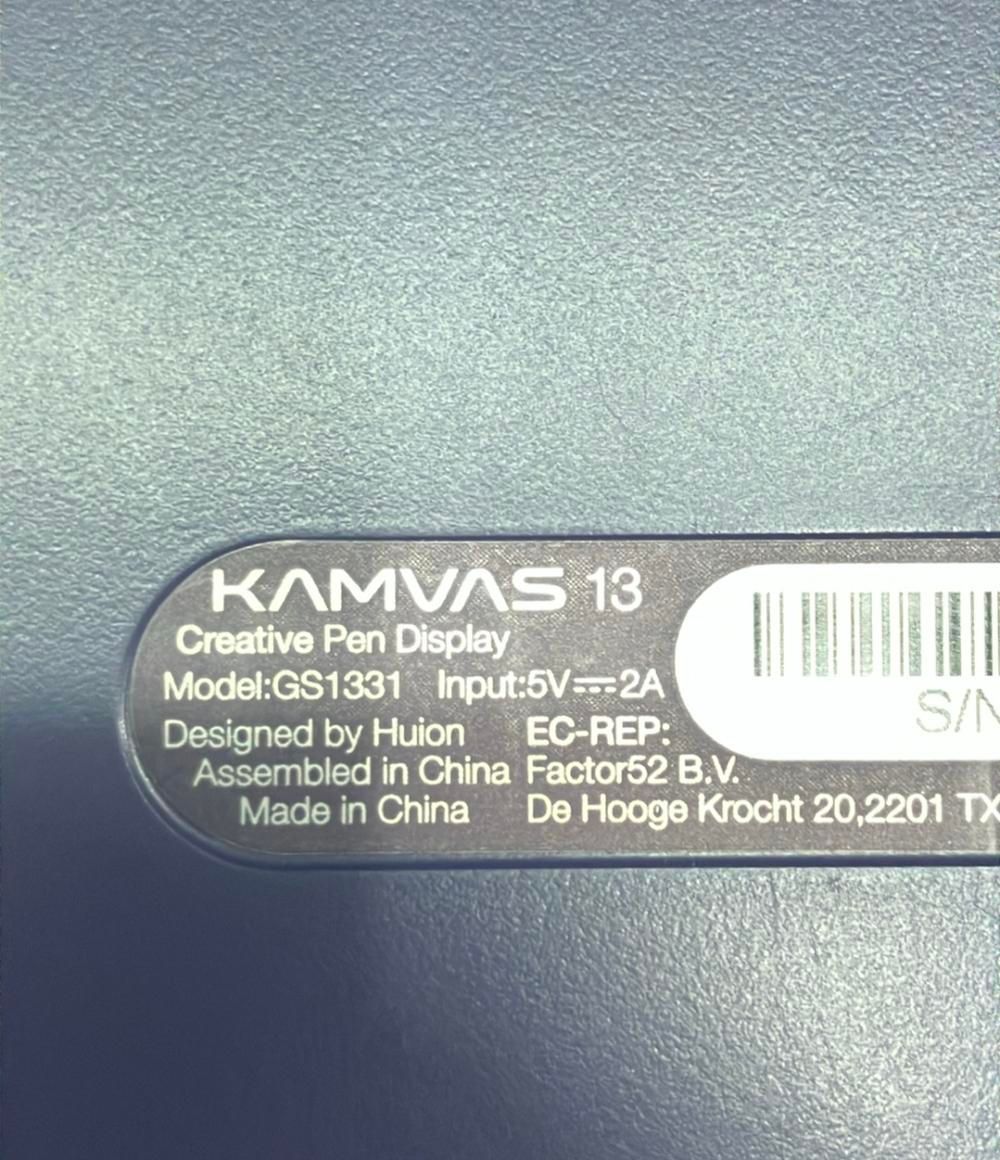 KAMVAS 13
Creative Pen Display
Model:GS1331 Input:5V⎓2A
Designed by Huion
Assembled in China
Made in China
EC-REP:
Factor52 B.V.
De Hooge Krocht 20,2201 TX
S/N